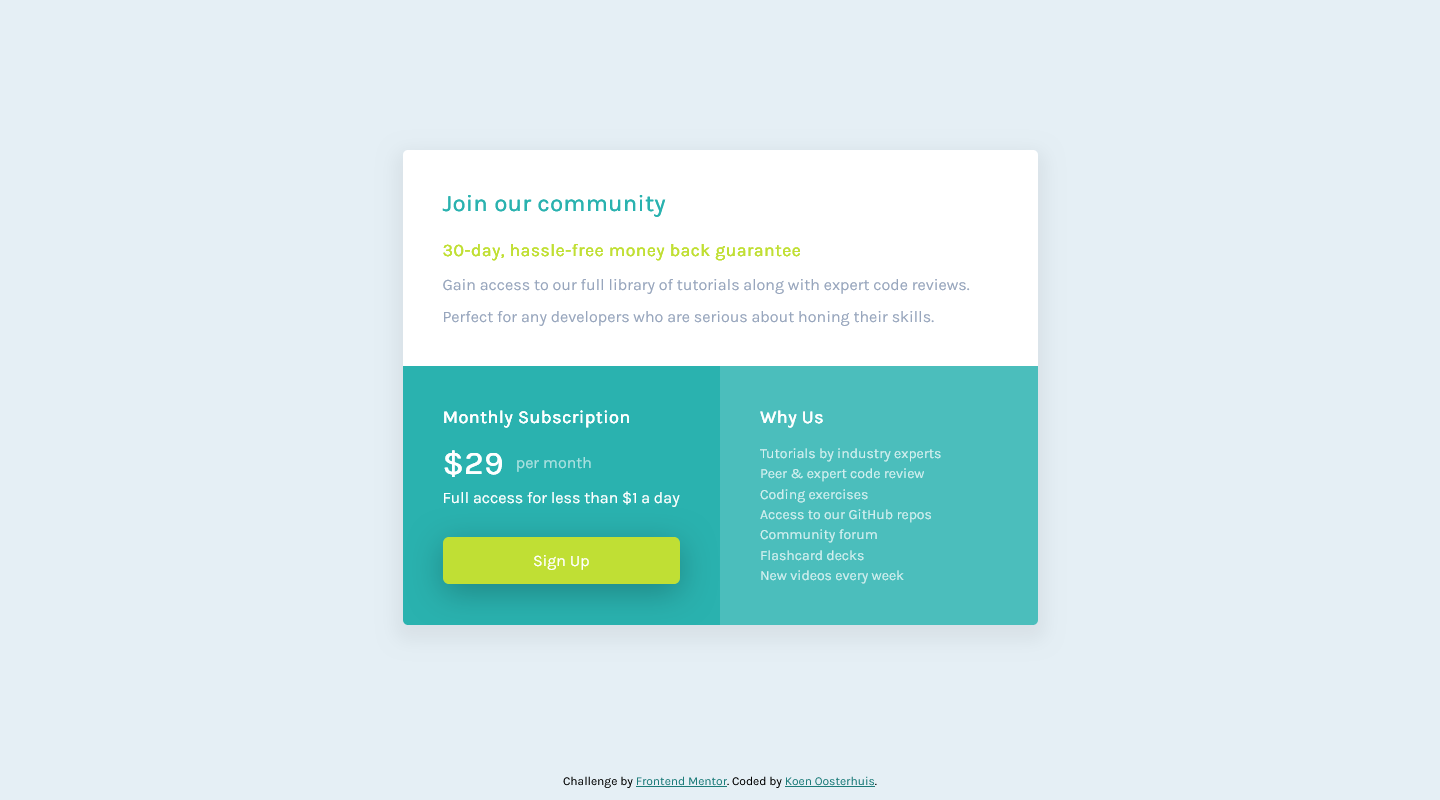 Join our community
30-day, hassle-free money back guarantee
Gain access to our full library of tutorials along with expert code reviews.
Perfect for any developers who are serious about honing their skills.
Monthly Subscription
$29 per month
Full access for less than $1 a day
Sign Up
Why Us
Tutorials by industry experts
Peer & expert code review
Coding exercises
Access to our GitHub repos
Community forum
Flashcard decks
New videos every week
Challenge by Frontend Mentor. Coded by Koen Oosterhuis.